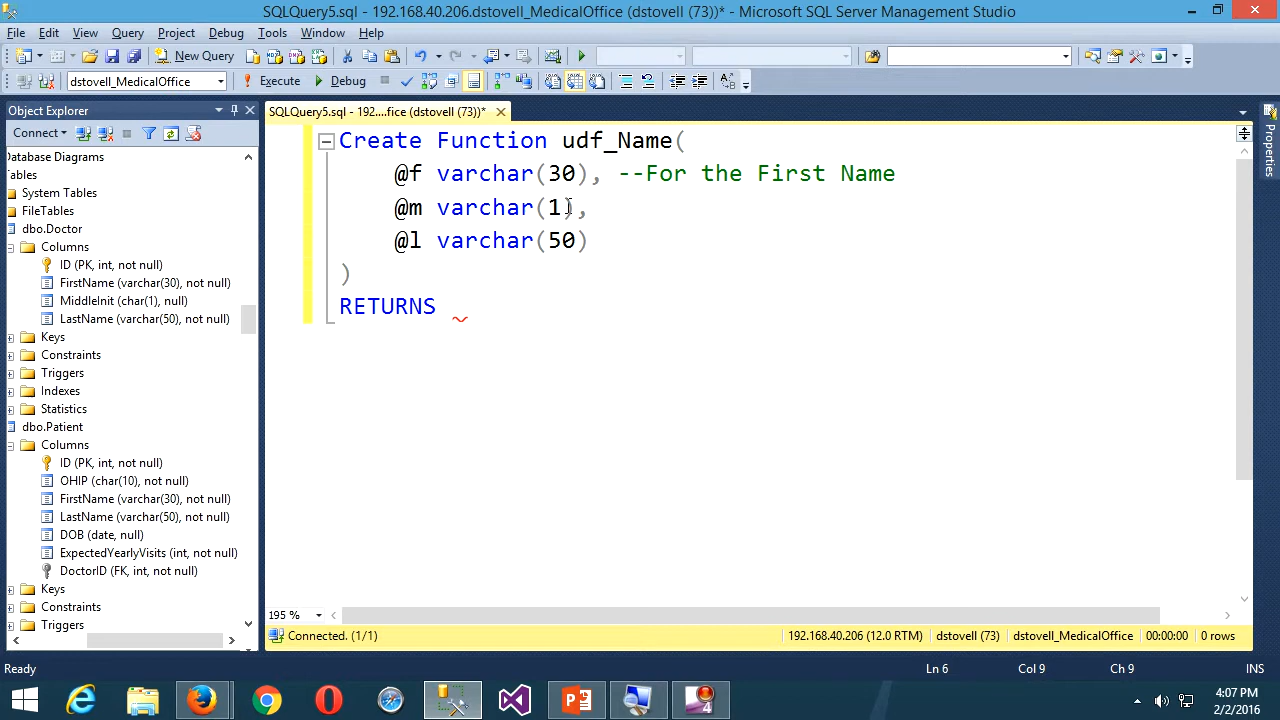 SQLQuery5.sql - 192.168.40.206.dstovell_MedicalOffice (dstovell (73))* - Microsoft SQL Server Management Studio
File Edit View Query Project Debug Tools Window Help
New Query
dstovell_MedicalOffice Execute Debug
Object Explorer
Connect
Database Diagrams
Tables
System Tables
FileTables
dbo.Doctor
Columns
ID (PK, int, not null)
FirstName (varchar(30), not null)
MiddleInit (char(1), null)
LastName (varchar(50), not null)
Keys
Constraints
Triggers
Indexes
Statistics
dbo.Patient
Columns
ID (PK, int, not null)
OHIP (char(10), not null)
FirstName (varchar(30), not null)
LastName (varchar(50), not null)
DOB (date, null)
ExpectedYearlyVisits (int, not null)
DoctorID (FK, int, not null)
Keys
Constraints
Triggers
SQLQuery5.sql - 192....fice (dstovell (73))*
Create Function udf_Name(
@f varchar(30), --For the First Name
@m varchar(1),
@l varchar(50)
)
RETURNS
Properties
195 %
Connected. (1/1) 192.168.40.206 (12.0 RTM) dstovell (73) dstovell_MedicalOffice 00:00:00 0 rows
Ready Ln 6 Col 9 Ch 9 INS
4:07 PM
2/2/2016